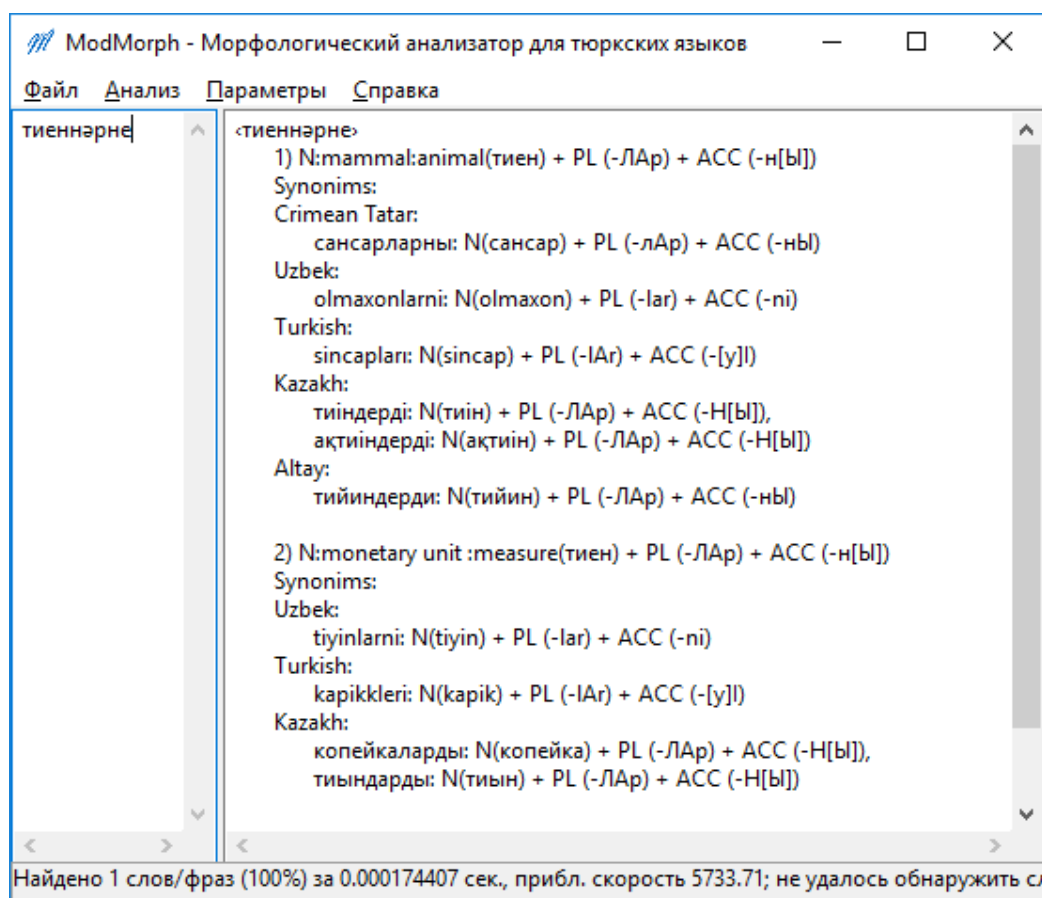 ModMorph - Морфологический анализатор для тюркских языков
Файл Анализ Параметры Справка
тиеннәрне
‹тиеннәрне›
1) N:mammal:animal(тиен) + PL (-ЛАр) + ACC (-н[Ы])
Synonims:
Crimean Tatar:
сансарларны: N(сансар) + PL (-лАр) + ACC (-нЫ)
Uzbek:
olmaxonlarni: N(olmaxon) + PL (-lar) + ACC (-ni)
Turkish:
sincapları: N(sincap) + PL (-lAr) + ACC (-[y]I)
Kazakh:
тиіндерді: N(тиін) + PL (-ЛАр) + ACC (-Н[Ы]),
ақтиіндерді: N(ақтиін) + PL (-ЛАр) + ACC (-Н[Ы])
Altay:
тийиндерди: N(тийин) + PL (-ЛАр) + ACC (-нЫ)
2) N:monetary unit :measure(тиен) + PL (-ЛАр) + ACC (-н[Ы])
Synonims:
Uzbek:
tiyinlarni: N(tiyin) + PL (-lar) + ACC (-ni)
Turkish:
kapikkleri: N(kapik) + PL (-lAr) + ACC (-[y]I)
Kazakh:
копейкаларды: N(копейка) + PL (-ЛАр) + ACC (-Н[Ы]),
тиындарды: N(тиын) + PL (-ЛАр) + ACC (-Н[Ы])
Найдено 1 слов/фраз (100%) за 0.000174407 сек., прибл. скорость 5733.71; не удалось обнаружить